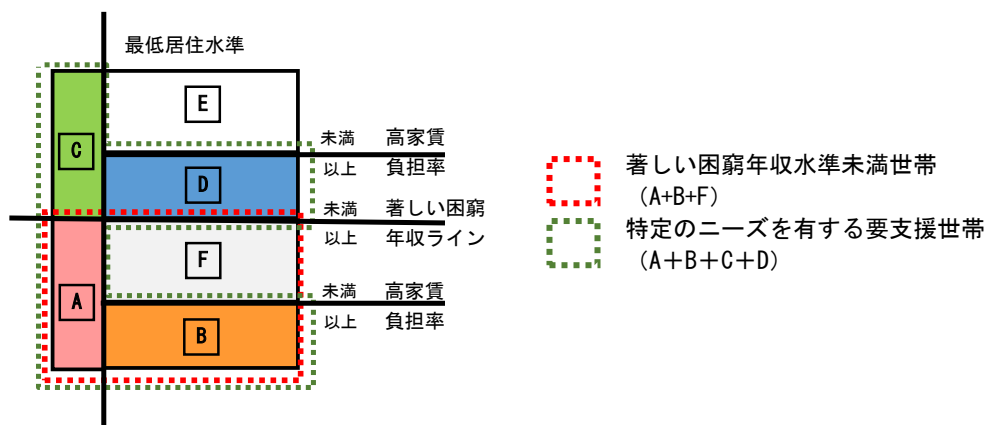 最低居住水準
E
未満 高家賃
以上 負担率
C
D
未満 著しい困窮
以上 年収ライン
F
A
未満 高家賃
以上 負担率
B
著しい困窮年収水準未満世帯
（A+B+F）
特定のニーズを有する要支援世帯
（A＋B＋C＋D）